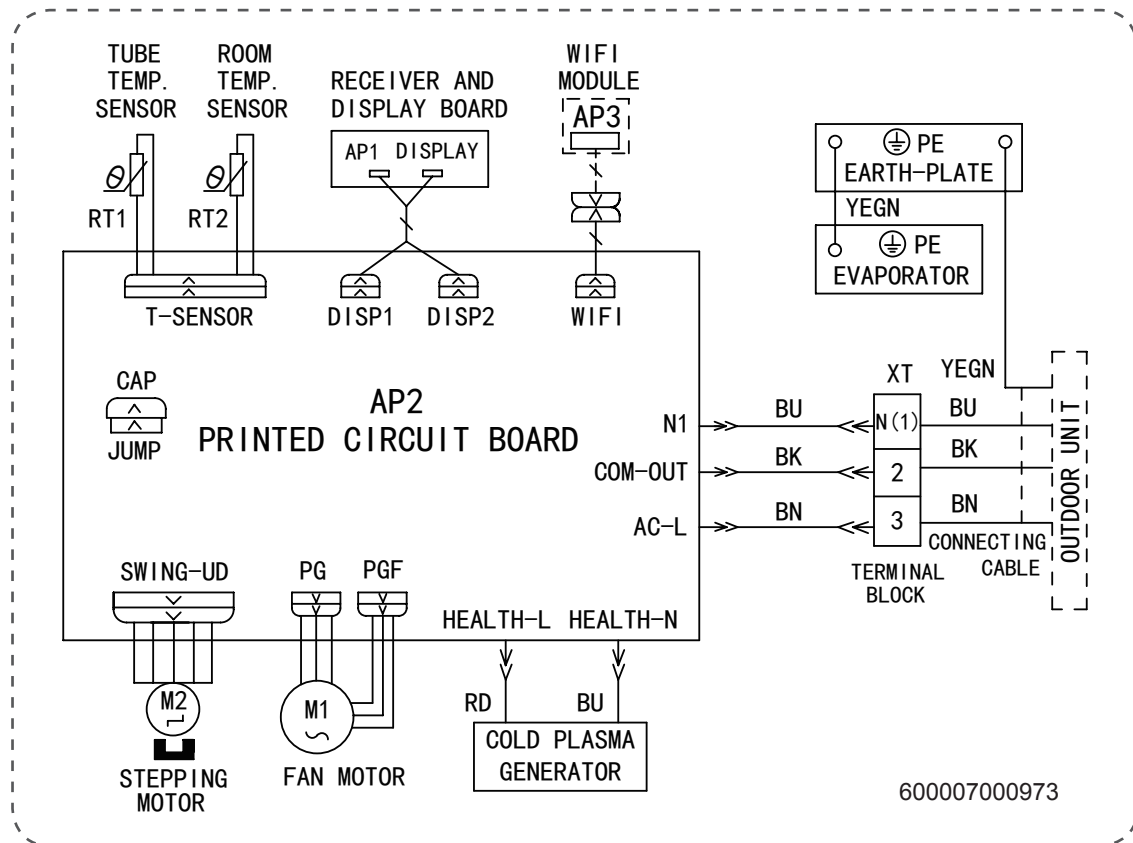 TUBE
TEMP.
SENSOR
ROOM
TEMP.
SENSOR
RECEIVER AND
DISPLAY BOARD
WIFI
MODULE
AP3
AP1 DISPLAY
θ
RT1
θ
RT2
PE
EARTH-PLATE
YEGN
PE
EVAPORATOR
T-SENSOR
DISP1
DISP2
WIFI
CAP
JUMP
AP2
PRINTED CIRCUIT BOARD
N1
COM-OUT
AC-L
BU
BK
BN
XT
N(1)
2
3
TERMINAL
BLOCK
YEGN
BU
BK
BN
CONNECTING
CABLE
OUTDOOR UNIT
SWING-UD
PG
PGF
HEALTH-L
HEALTH-N
M2
STEPPING
MOTOR
M1
FAN MOTOR
RD
BU
COLD PLASMA
GENERATOR
600007000973